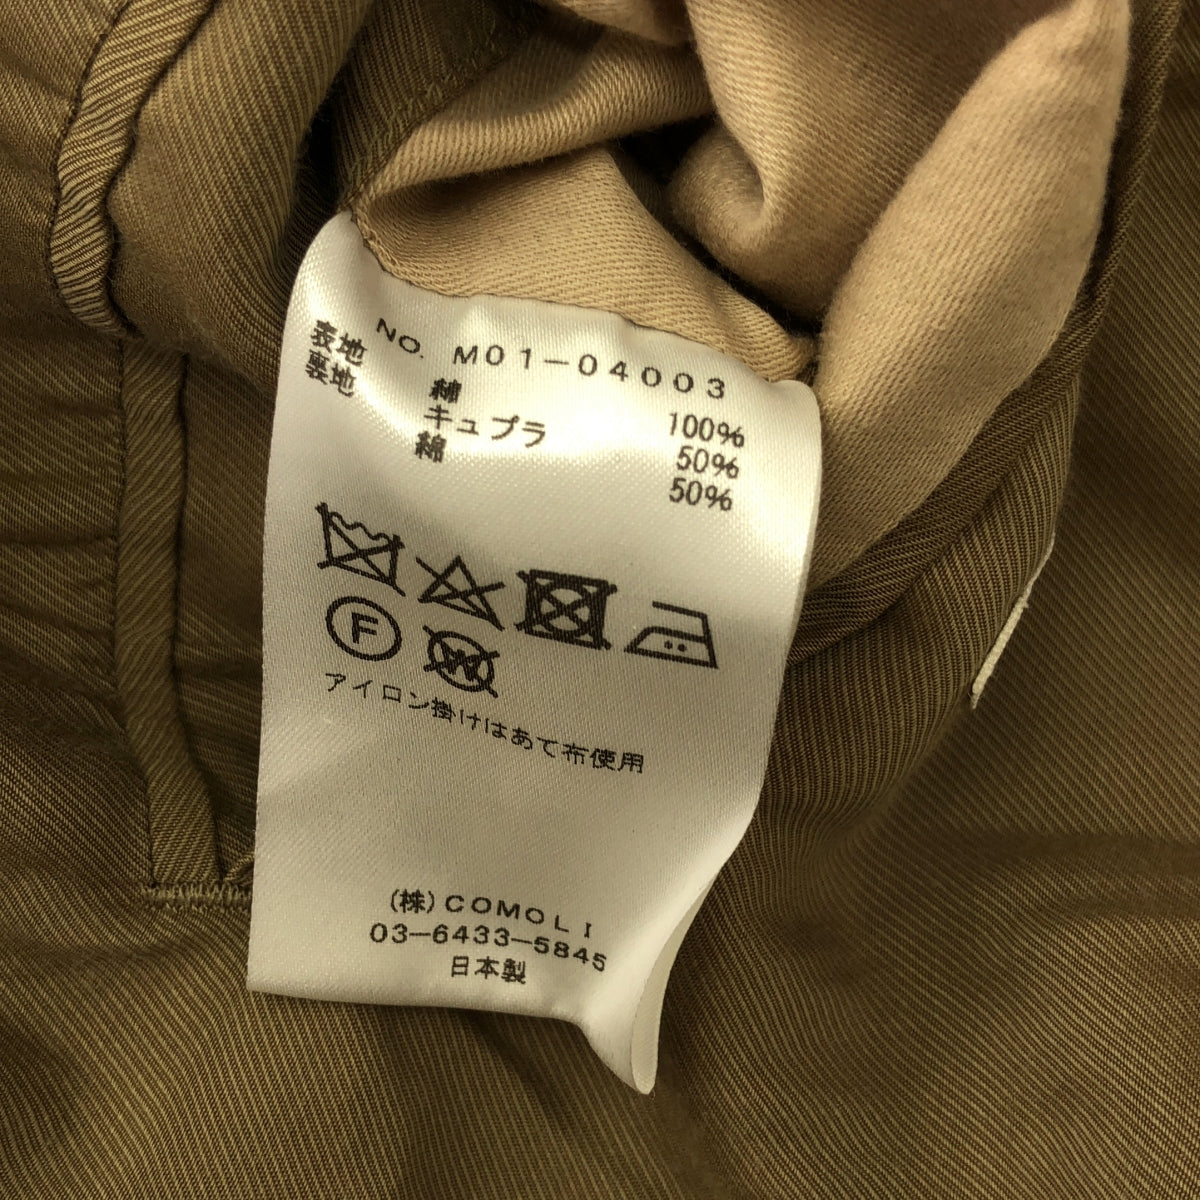 NO. M01-04003
表地 綿 100%
裏地 キュプラ 50%
綿 50%
F
W
アイロン掛けはあて布使用
(株)COMOLI
03-6433-5845
日本製